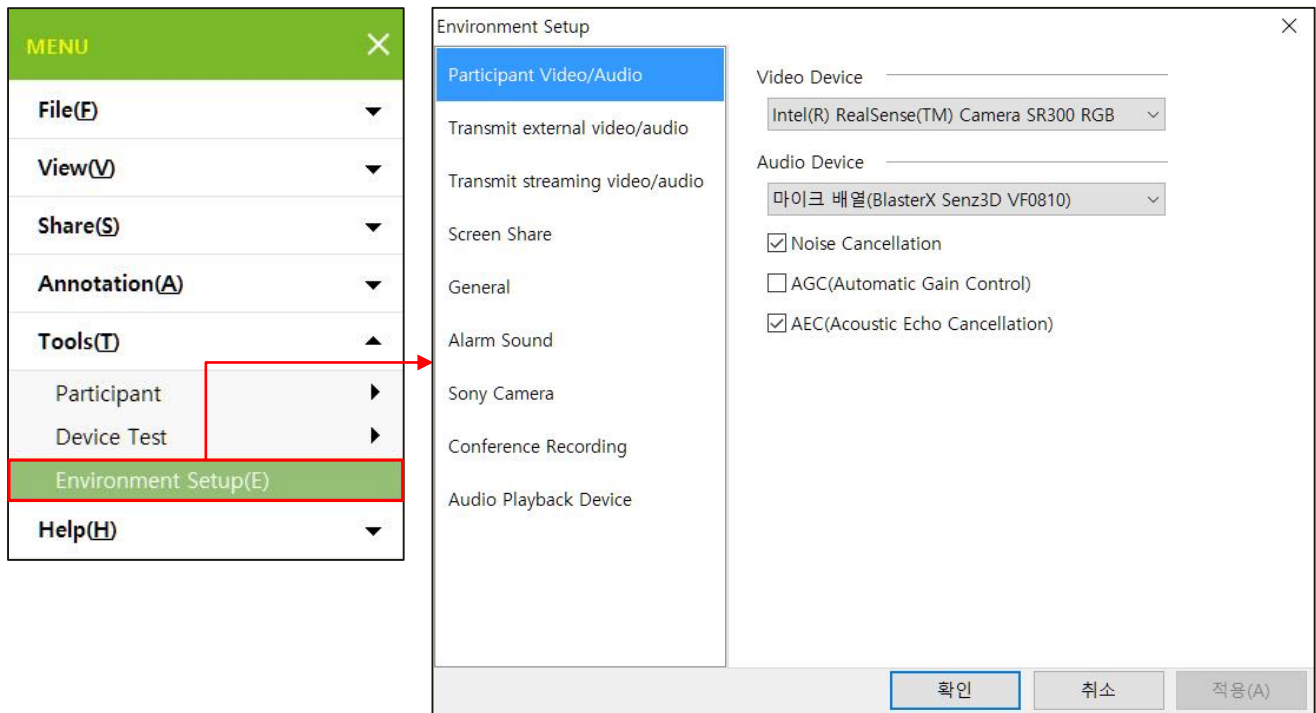 MENU
File(F)
View(V)
Share(S)
Annotation(A)
Tools(T)
Participant
Device Test
Environment Setup(E)
Help(H)
Environment Setup
Participant Video/Audio
Transmit external video/audio
Transmit streaming video/audio
Screen Share
General
Alarm Sound
Sony Camera
Conference Recording
Audio Playback Device
Video Device
Intel(R) RealSense(TM) Camera SR300 RGB
Audio Device
마이크 배열(BlasterX Senz3D VF0810)
Noise Cancellation
AGC(Automatic Gain Control)
AEC(Acoustic Echo Cancellation)
확인
취소
적용(A)